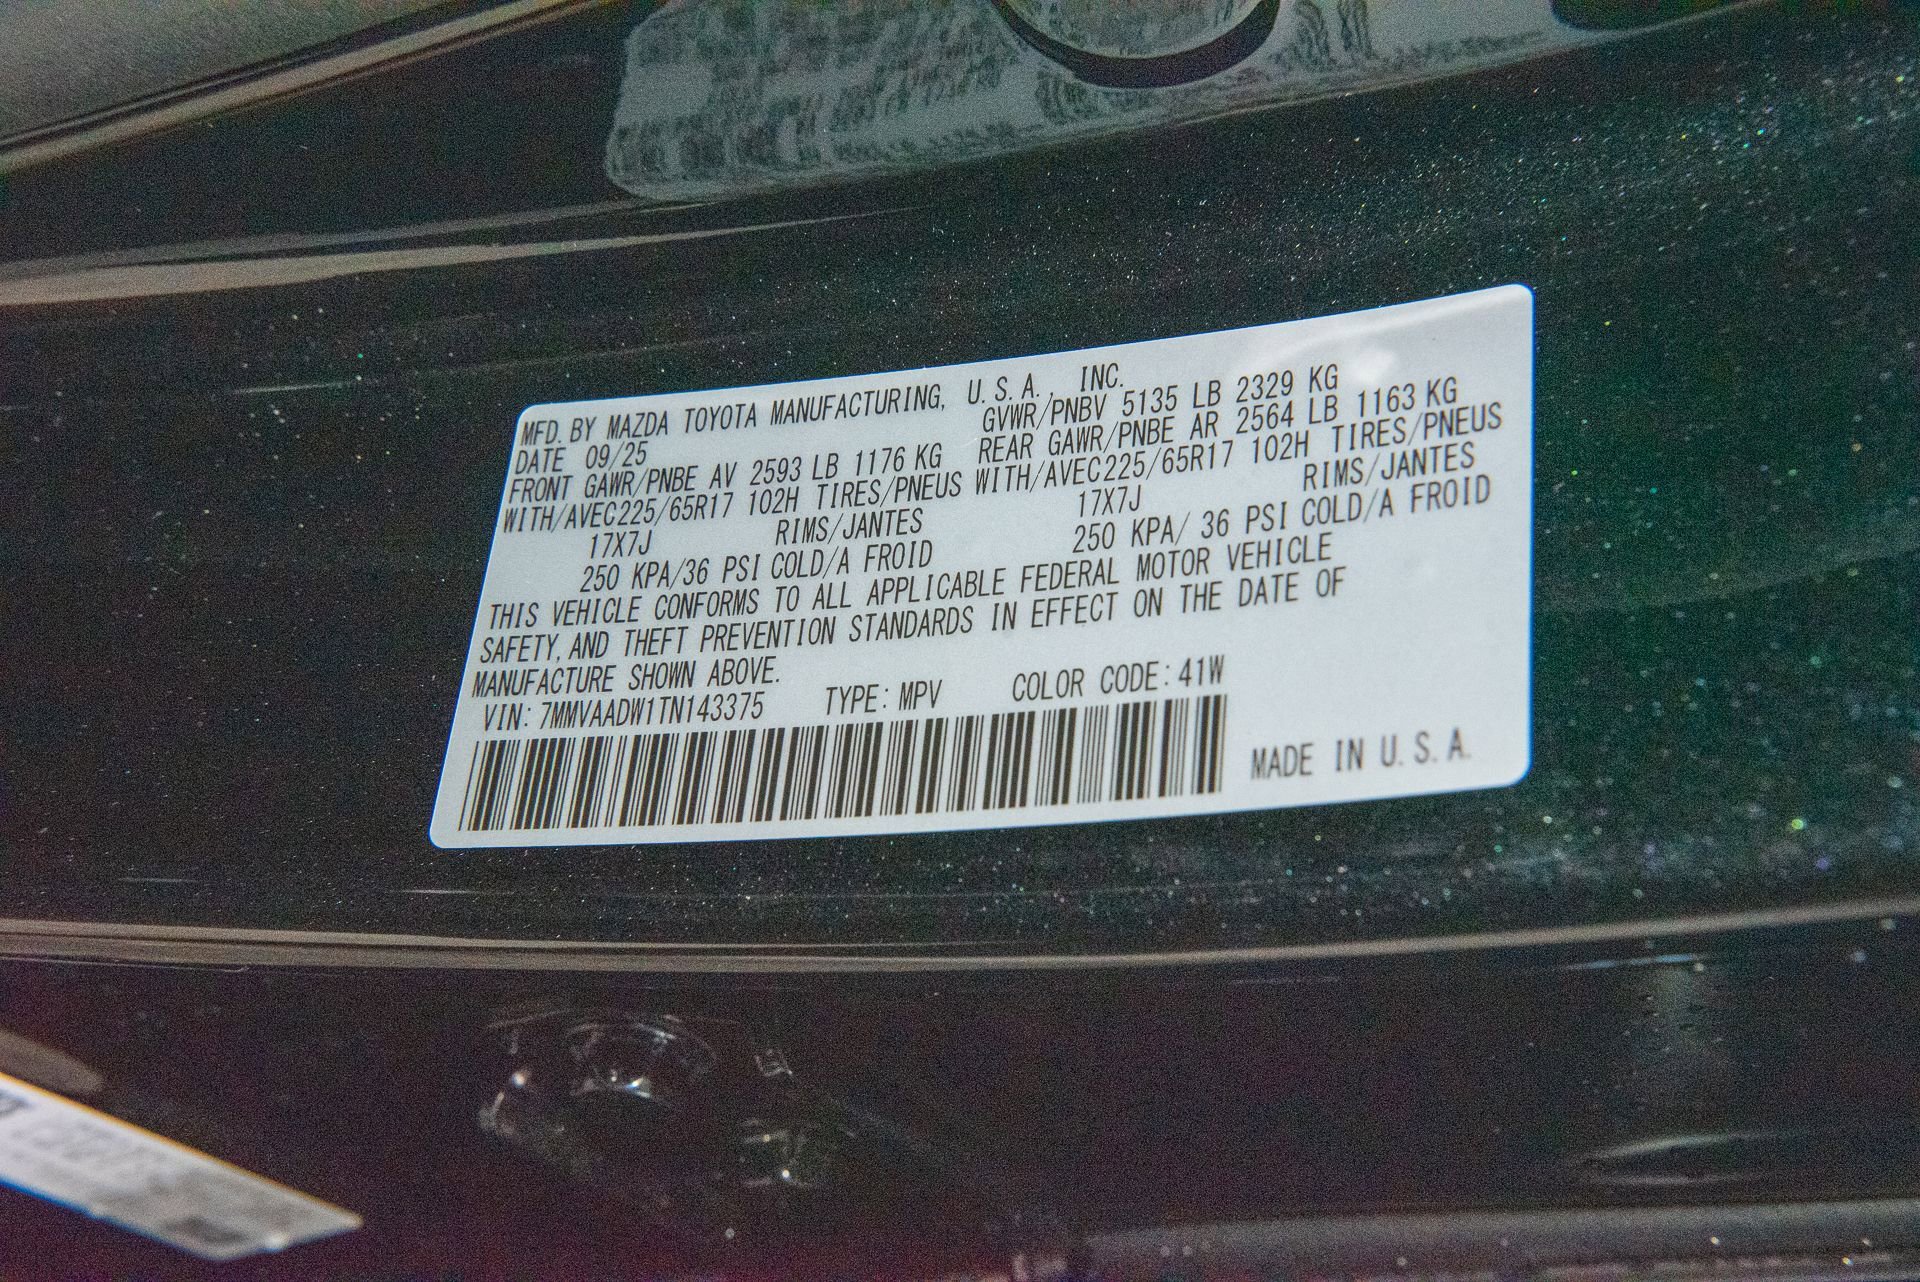 MFD. BY MAZDA TOYOTA MANUFACTURING, U.S.A., INC.
DATE 09/25 GVWR/PNBV 5135 LB 2329 KG
FRONT GAWR/PNBE AV 2593 LB 1176 KG REAR GAWR/PNBE AR 2564 LB 1163 KG
WITH/AVEC225/65R17 102H TIRES/PNEUS WITH/AVEC225/65R17 102H TIRES/PNEUS
17X7J RIMS/JANTES 17X7J RIMS/JANTES
250 KPA/36 PSI COLD/A FROID 250 KPA/ 36 PSI COLD/A FROID
THIS VEHICLE CONFORMS TO ALL APPLICABLE FEDERAL MOTOR VEHICLE
SAFETY, AND THEFT PREVENTION STANDARDS IN EFFECT ON THE DATE OF
MANUFACTURE SHOWN ABOVE.
VIN: 7MMVAADW1TN143375 TYPE: MPV COLOR CODE: 41W
MADE IN U.S.A.